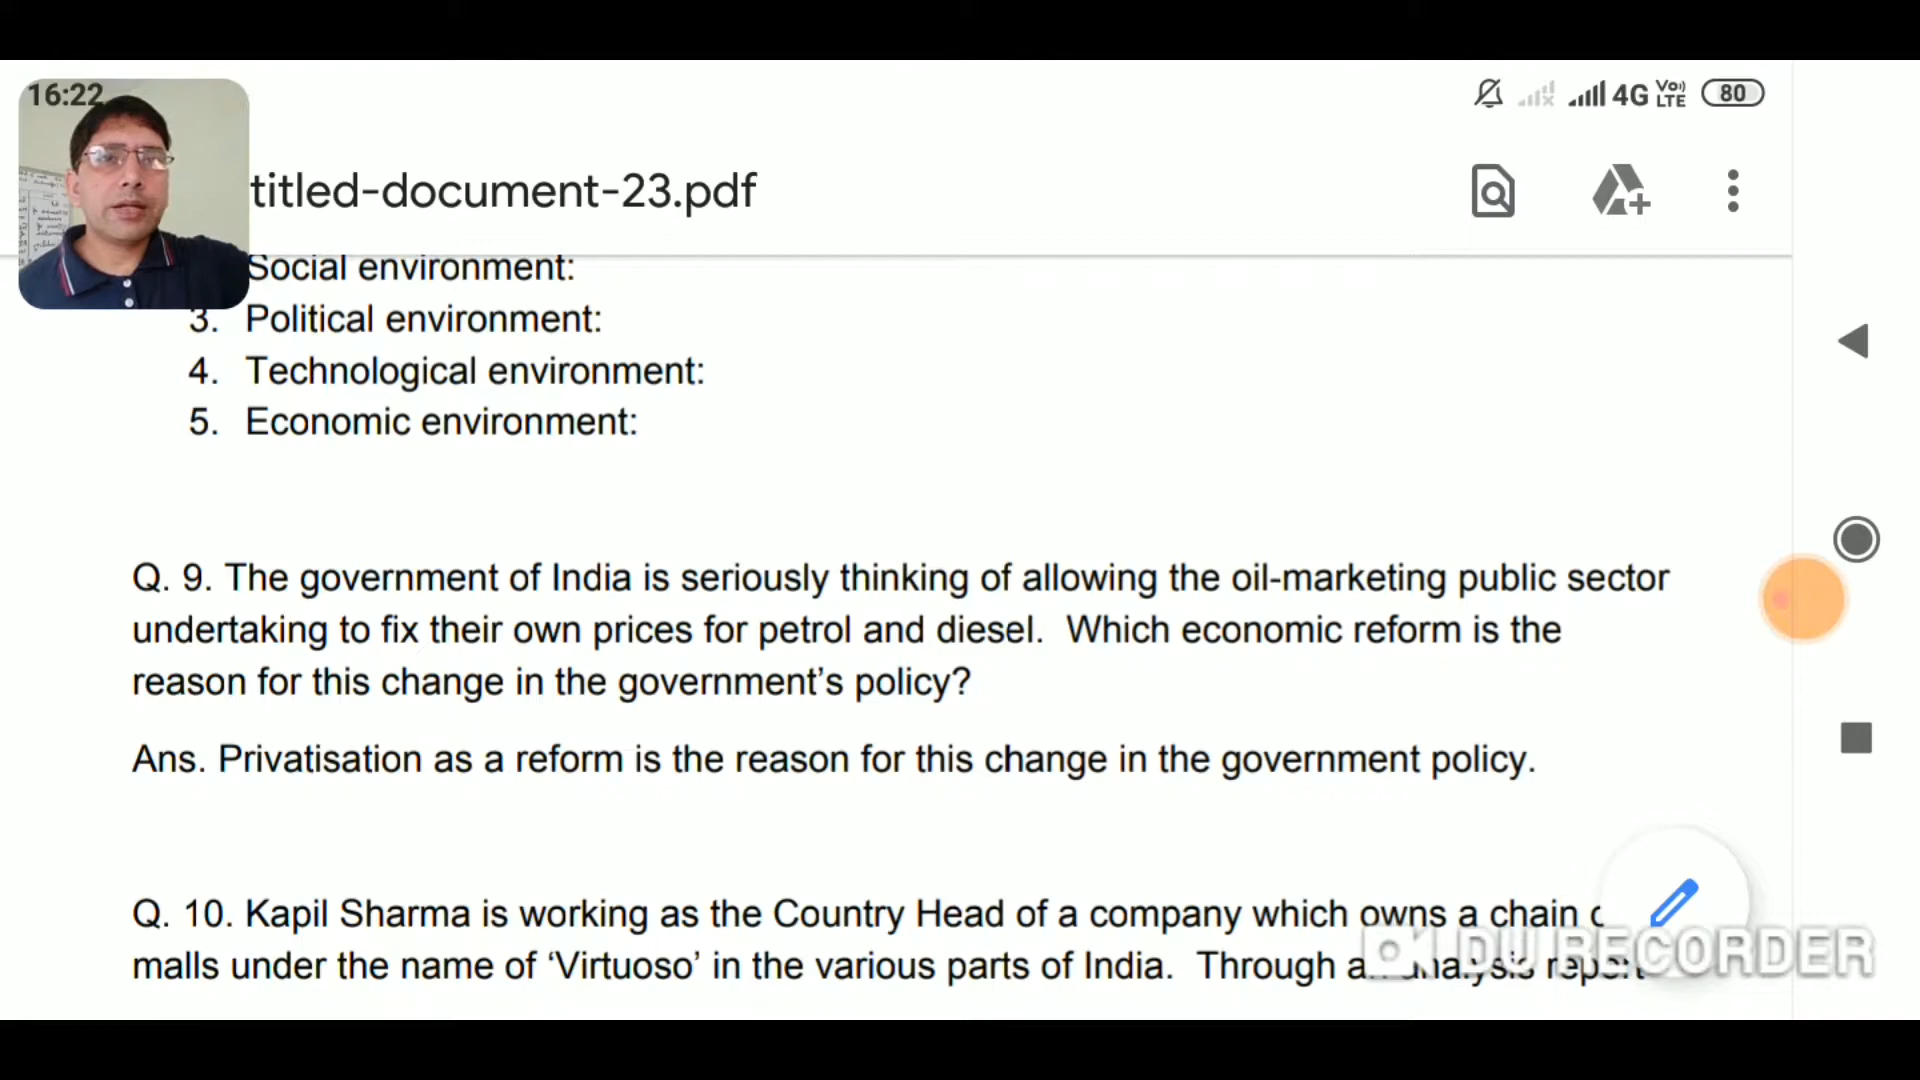 16:22
4G Vo) LTE 80
titled-document-23.pdf
Social environment:
3. Political environment:
4. Technological environment:
5. Economic environment:
Q. 9. The government of India is seriously thinking of allowing the oil-marketing public sector
undertaking to fix their own prices for petrol and diesel. Which economic reform is the
reason for this change in the government's policy?
Ans. Privatisation as a reform is the reason for this change in the government policy.
Q. 10. Kapil Sharma is working as the Country Head of a company which owns a chain
malls under the name of ‘Virtuoso’ in the various parts of India. Through an analysis report
DU RECORDER